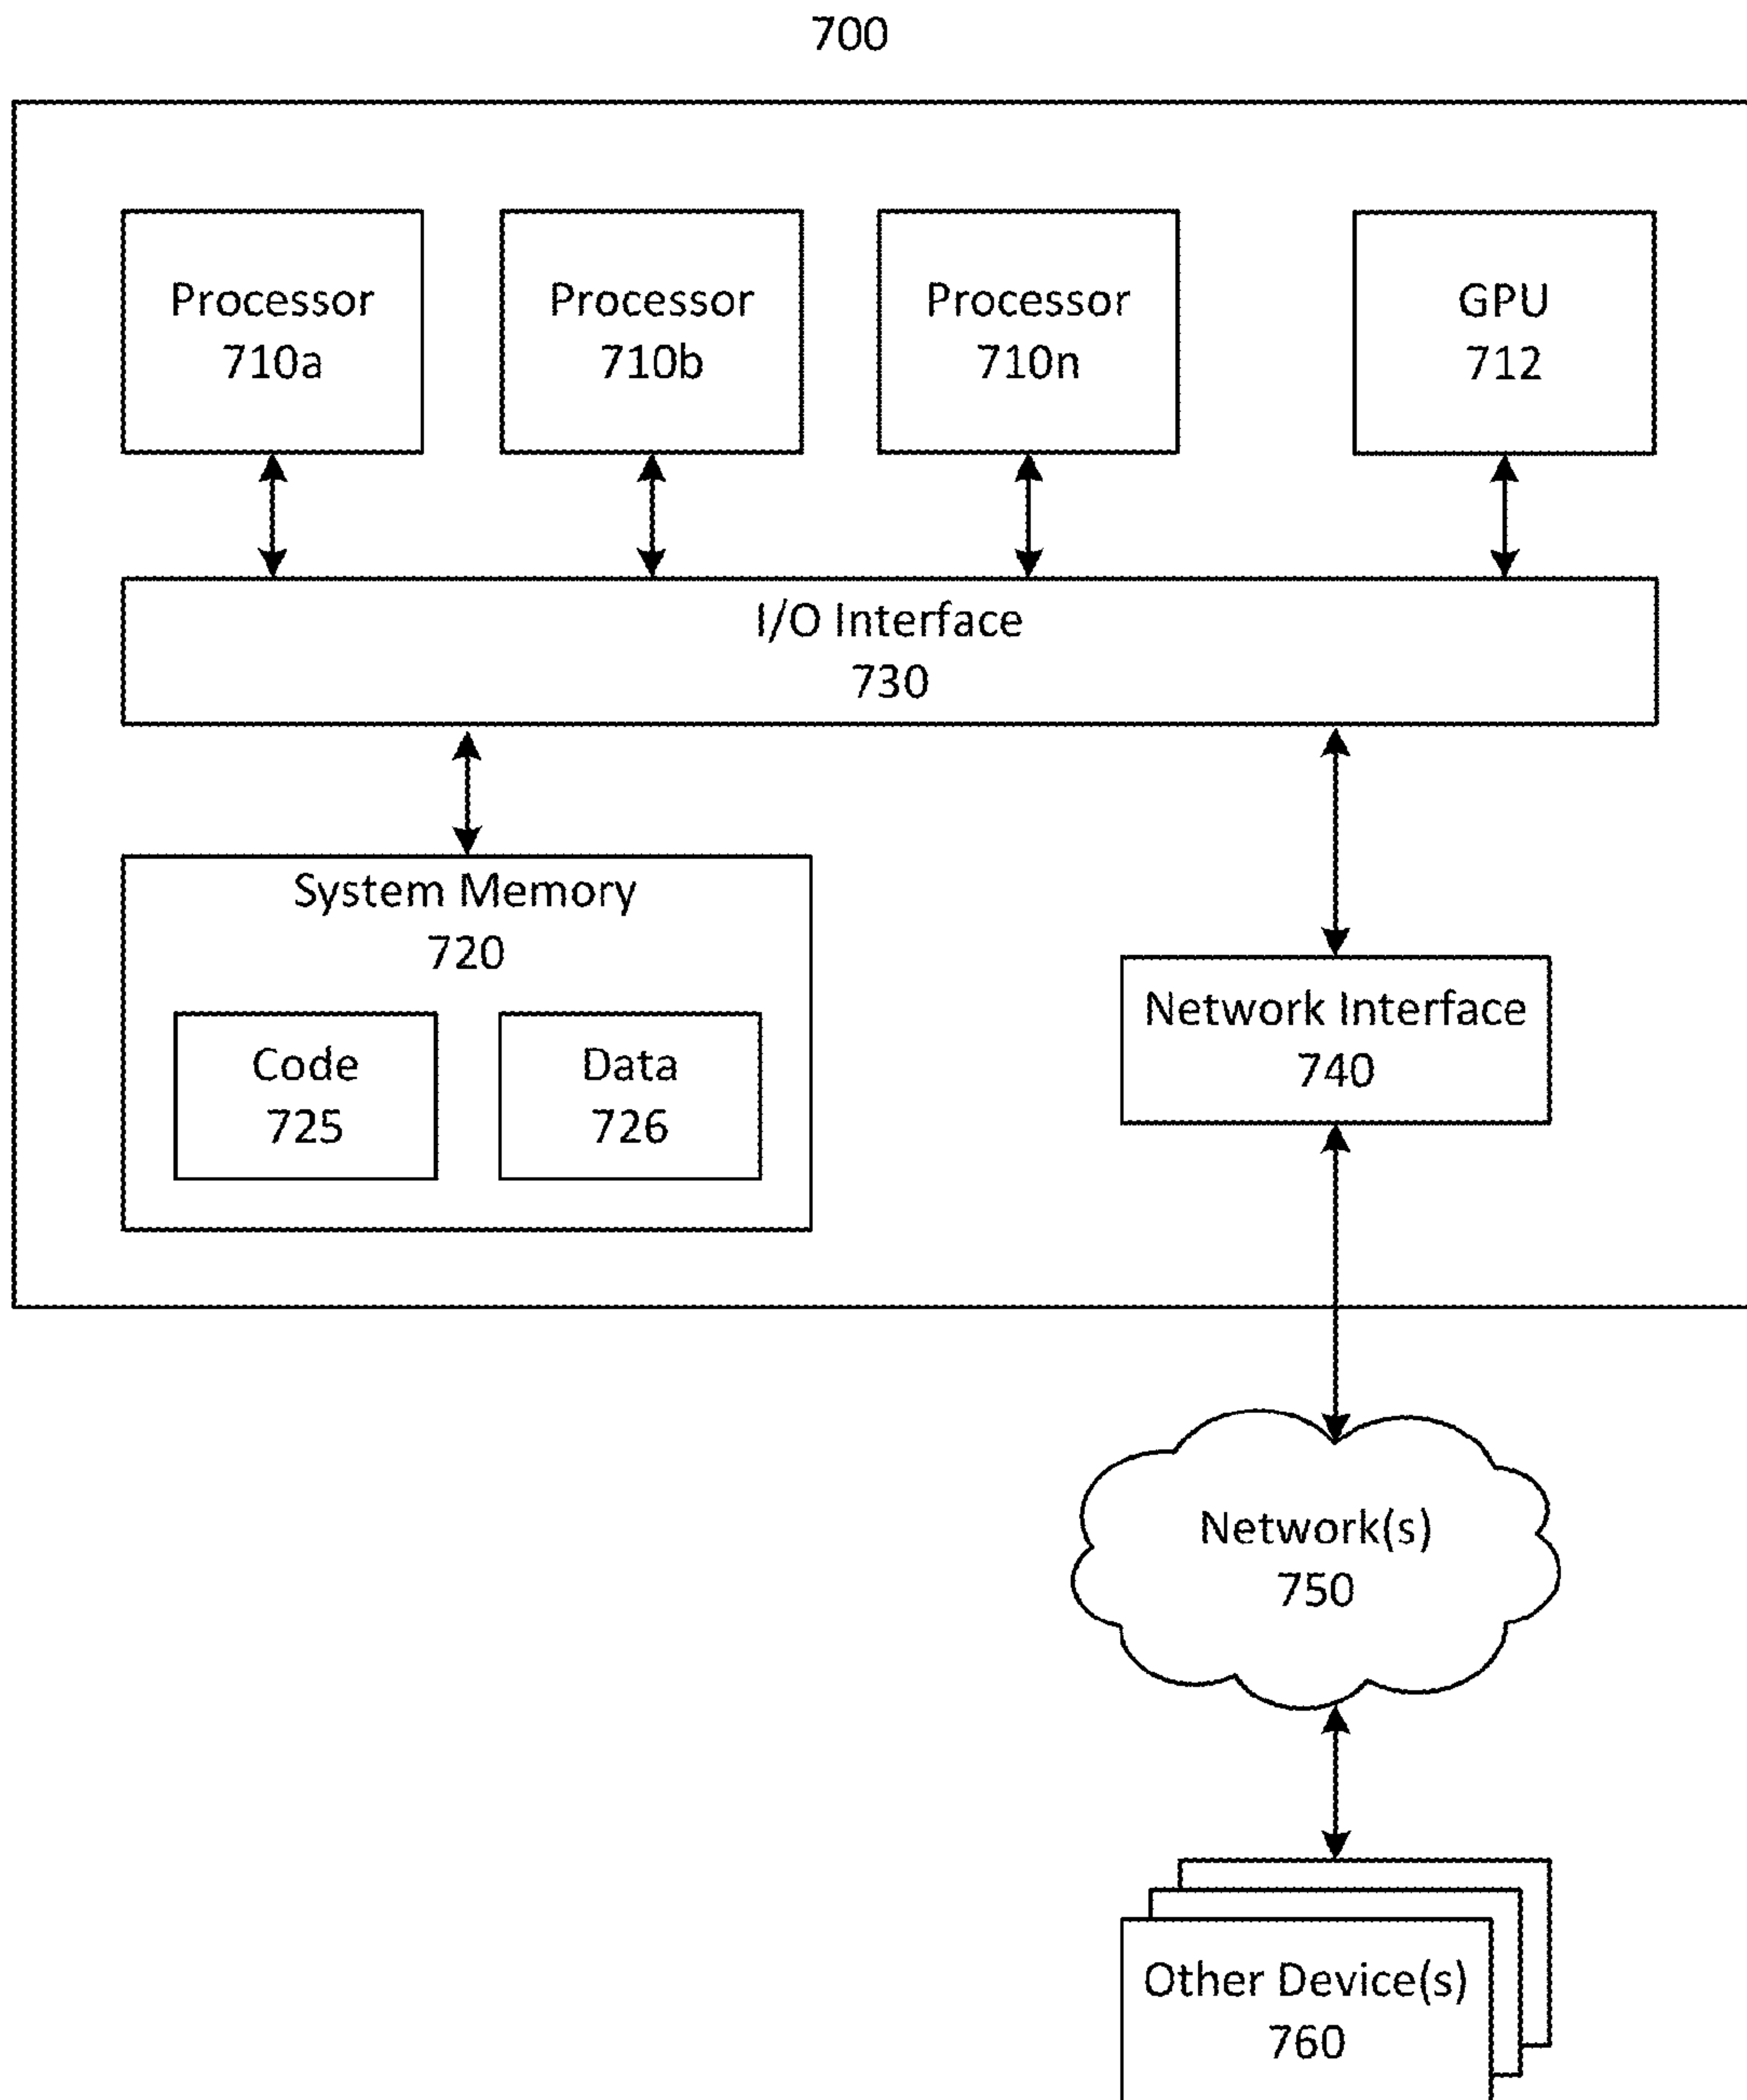 700
Processor
710a
Processor
710b
Processor
710n
GPU
712
I/O Interface
730
System Memory
720
Code
725
Data
726
Network Interface
740
Network(s)
750
Other Device(s)
760